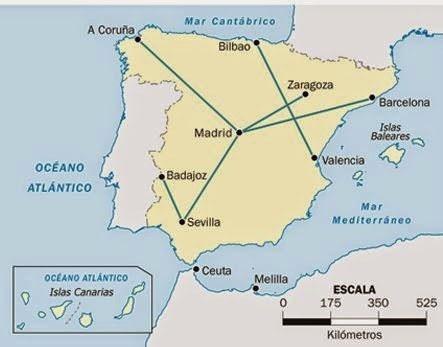 Mar Cantábrico
A Coruña
Bilbao
Zaragoza
Barcelona
Madrid
Islas
Baleares
OCÉANO
ATLÁNTICO
Badajoz
Valencia
Mar
Mediterráneo
Sevilla
OCÉANO ATLÁNTICO
Islas Canarias
Ceuta
Melilla
ESCALA
0 175 350 525
Kilómetros